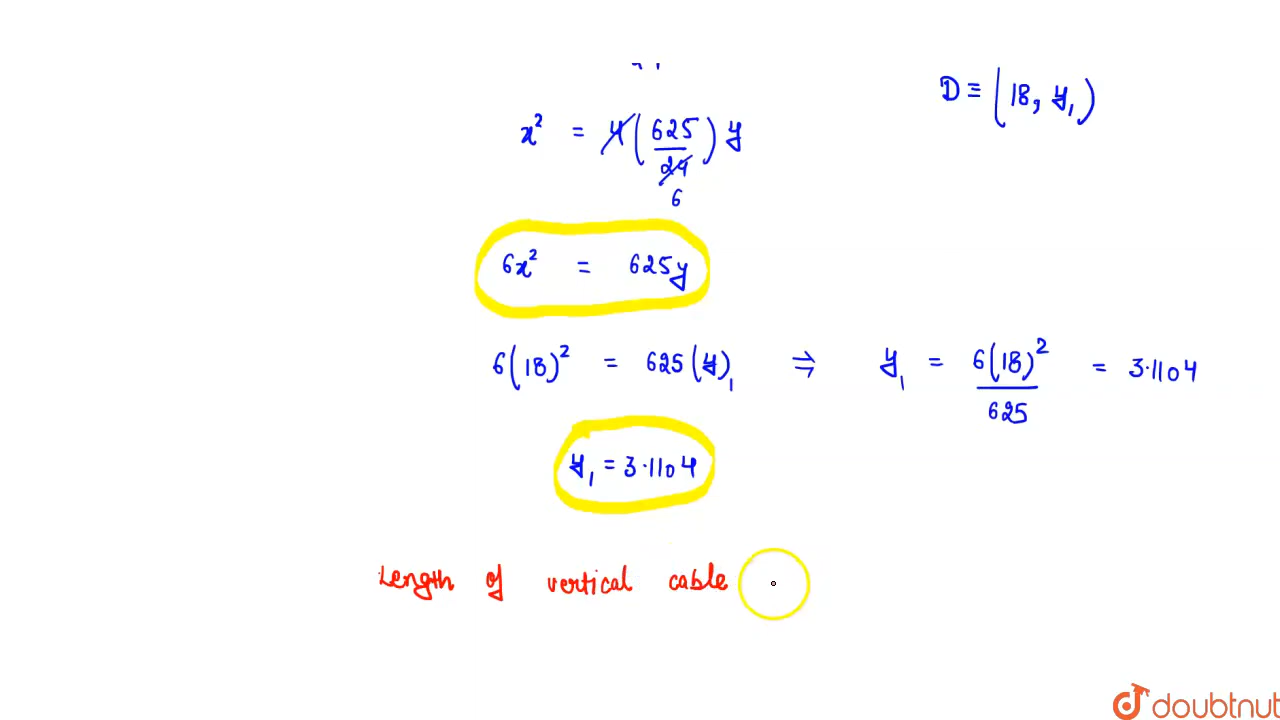 D ≡ (18, y₁)
x² = 4(625/24)y
6
6x² = 625y
6(18)² = 625(y)₁ ⇒ y₁ = 6(18)²/625 = 3.1104
y₁ = 3.1104
Length of vertical cable
doubtnut